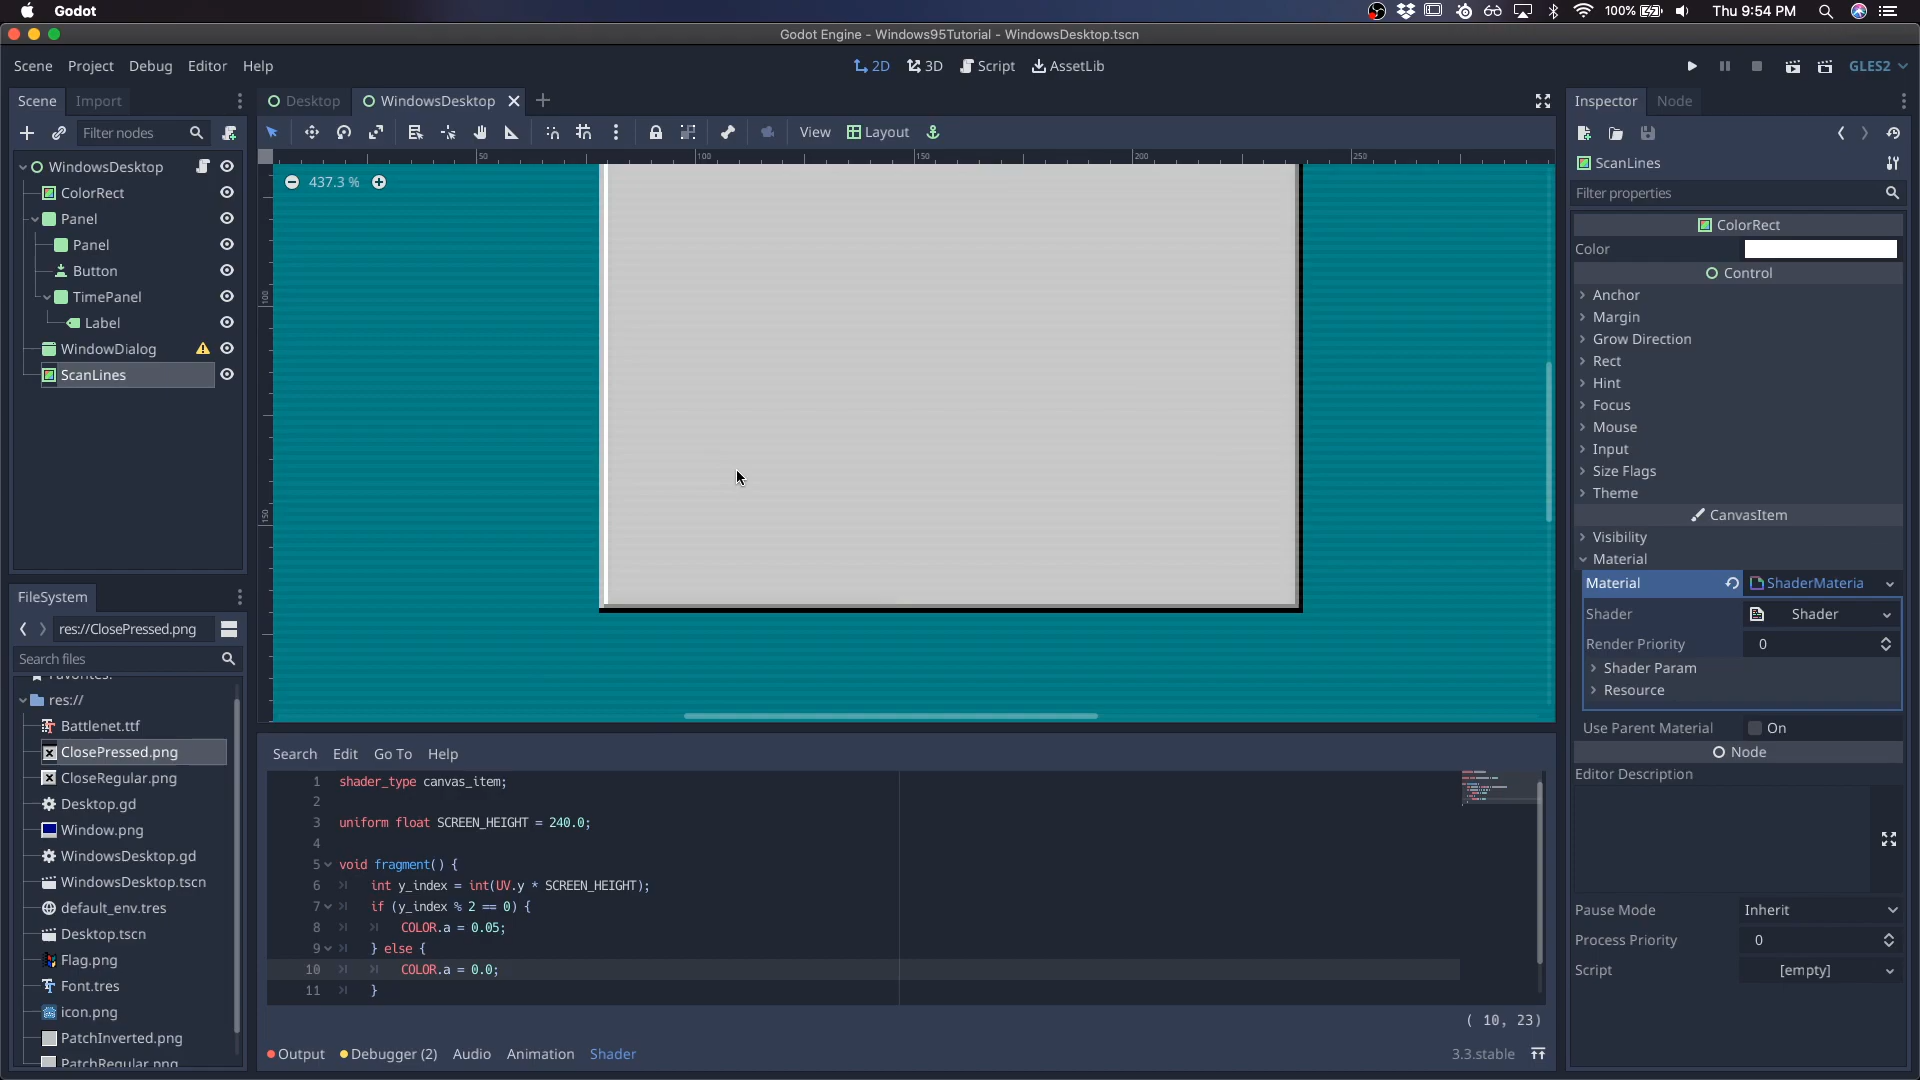 Godot
100%
Thu 9:54 PM
Godot Engine - Windows95Tutorial - WindowsDesktop.tscn
Scene Project Debug Editor Help
2D 3D Script AssetLib
GLES2
Scene Import
Filter nodes
WindowsDesktop
ColorRect
Panel
Panel
Button
TimePanel
Label
WindowDialog
ScanLines
FileSystem
res://ClosePressed.png
Search files
res://
Battlenet.ttf
ClosePressed.png
CloseRegular.png
Desktop.gd
Window.png
WindowsDesktop.gd
WindowsDesktop.tscn
default_env.tres
Desktop.tscn
Flag.png
Font.tres
icon.png
PatchInverted.png
PatchRegular.png
Desktop WindowsDesktop
View Layout
50 100 150 200 250
437.3 %
100
150
Search Edit Go To Help
1 shader_type canvas_item;
2
3 uniform float SCREEN_HEIGHT = 240.0;
4
5 void fragment() {
6 int y_index = int(UV.y * SCREEN_HEIGHT);
7 if (y_index % 2 == 0) {
8 COLOR.a = 0.05;
9 } else {
10 COLOR.a = 0.0;
11 }
( 10, 23)
Output Debugger (2) Audio Animation Shader
3.3.stable
Inspector Node
ScanLines
Filter properties
ColorRect
Color
Control
Anchor
Margin
Grow Direction
Rect
Hint
Focus
Mouse
Input
Size Flags
Theme
CanvasItem
Visibility
Material
Material ShaderMateria
Shader Shader
Render Priority 0
Shader Param
Resource
Use Parent Material On
Node
Editor Description
Pause Mode Inherit
Process Priority 0
Script [empty]